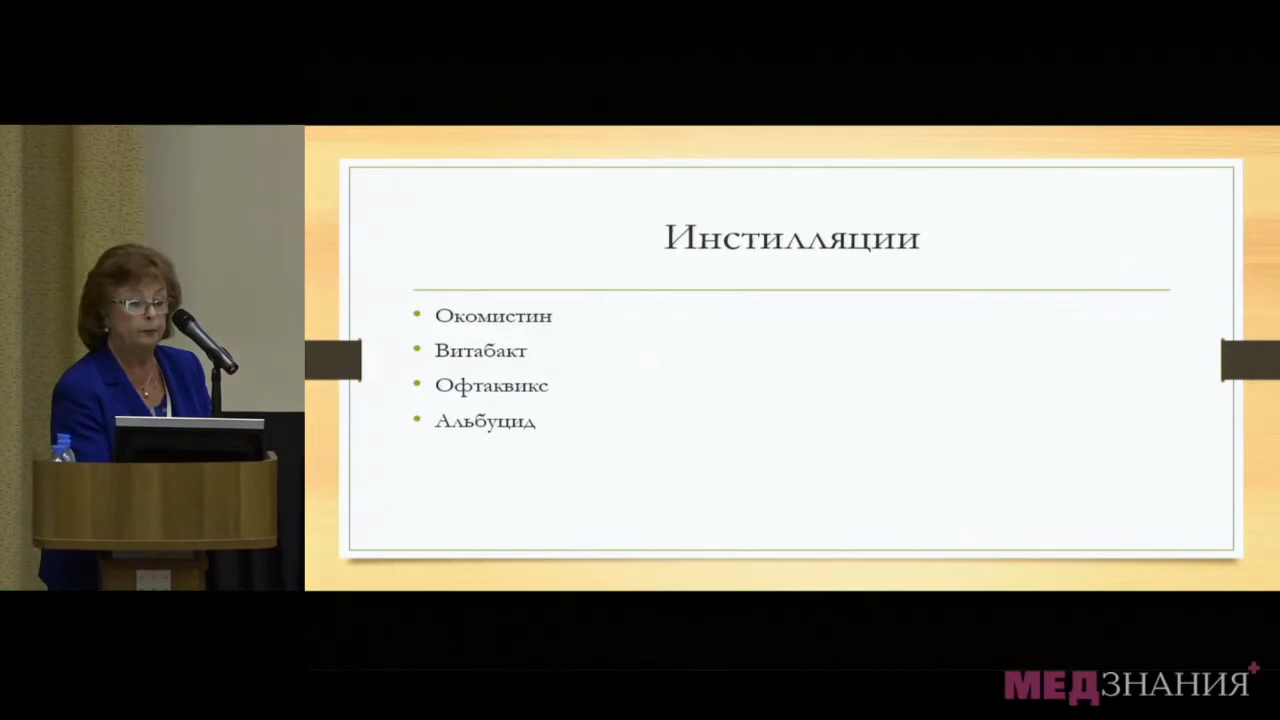 Инстилляции
Окомистин
Витабакт
Офтаквикс
Альбуцид
МЕДЗНАНИЯ+